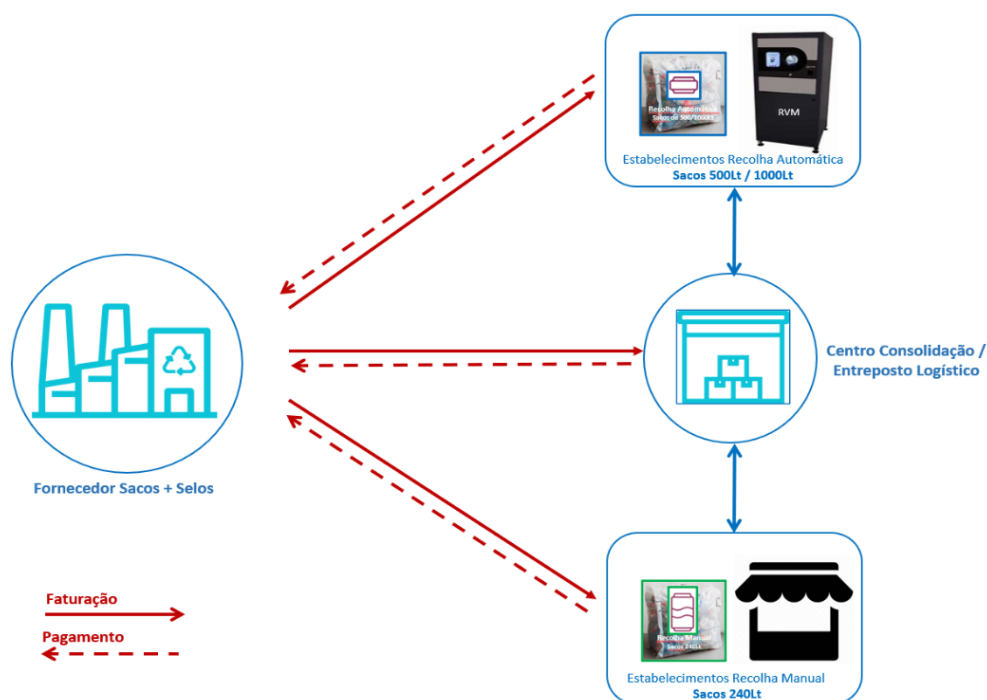 Recolha Automática
Sacos de 500/1000Lt
RVM
Estabelecimentos Recolha Automática
Sacos 500Lt / 1000Lt
Centro Consolidação /
Entreposto Logístico
Fornecedor Sacos + Selos
Faturação
Pagamento
Recolha Manual
Sacos 240Lt
Estabelecimentos Recolha Manual
Sacos 240Lt